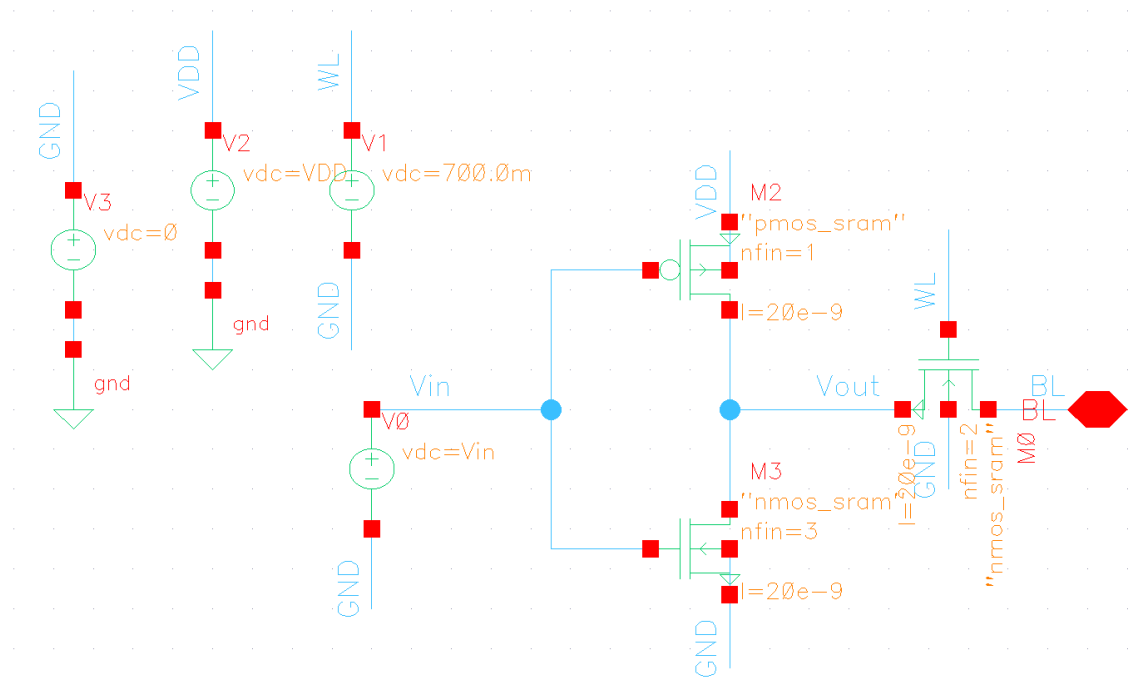 GND
V3
vdc=0
gnd
VDD
V2
vdc=VDD
gnd
WL
V1
vdc=700.0m
GND
Vin
V0
vdc=Vin
GND
VDD
M2
"pmos_sram"
nfin=1
l=20e-9
M3
"nmos_sram"
nfin=3
l=20e-9
GND
Vout
WL
l=20e-9
GND
nfin=2
"nmos_sram"
M0
BL
BL